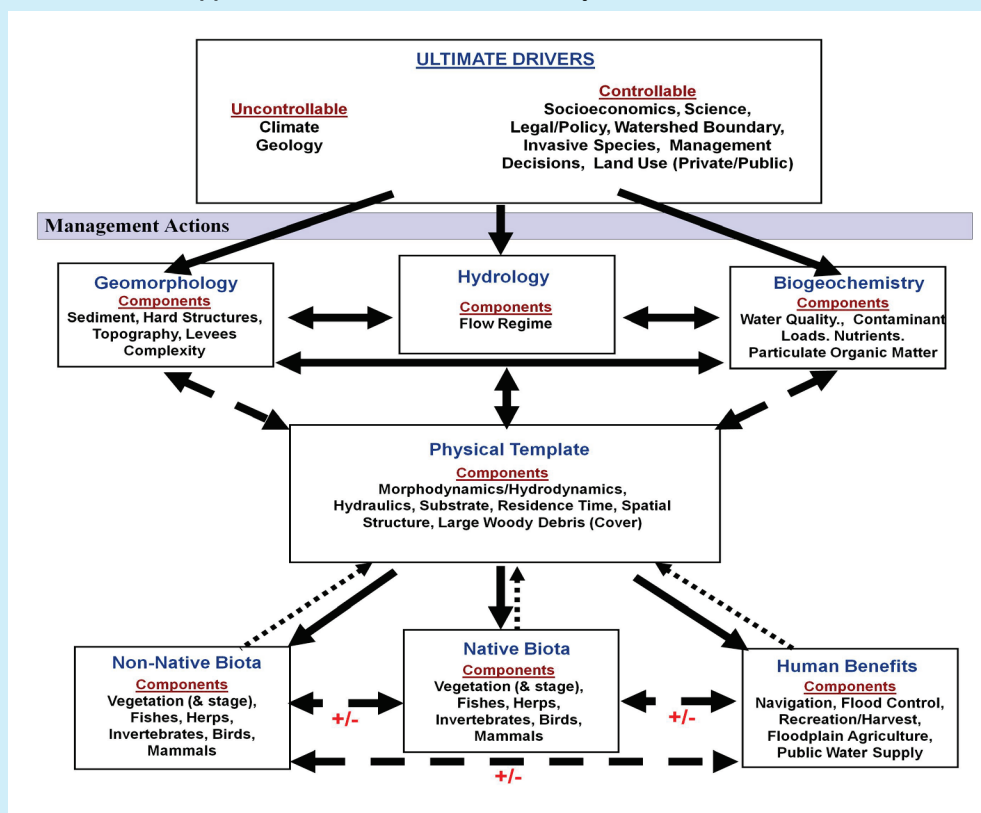 ULTIMATE DRIVERS
Uncontrollable
Climate
Geology
Controllable
Socioeconomics, Science,
Legal/Policy, Watershed Boundary,
Invasive Species, Management
Decisions, Land Use (Private/Public)
Management Actions
Geomorphology
Components
Sediment, Hard Structures,
Topography, Levees
Complexity
Hydrology
Components
Flow Regime
Biogeochemistry
Components
Water Quality., Contaminant
Loads. Nutrients.
Particulate Organic Matter
Physical Template
Components
Morphodynamics/Hydrodynamics,
Hydraulics, Substrate, Residence Time, Spatial
Structure, Large Woody Debris (Cover)
Non-Native Biota
Components
Vegetation (& stage),
Fishes, Herps,
Invertebrates, Birds,
Mammals
+/-
Native Biota
Components
Vegetation (& stage),
Fishes, Herps,
Invertebrates, Birds,
Mammals
+/-
Human Benefits
Components
Navigation, Flood Control,
Recreation/Harvest,
Floodplain Agriculture,
Public Water Supply
+/-